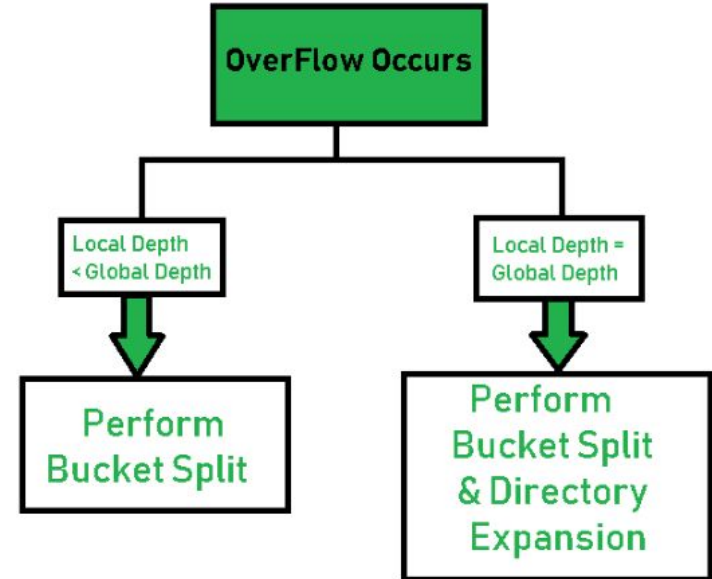 OverFlow Occurs
Local Depth
< Global Depth
Local Depth =
Global Depth
Perform
Bucket Split
Perform
Bucket Split
& Directory
Expansion